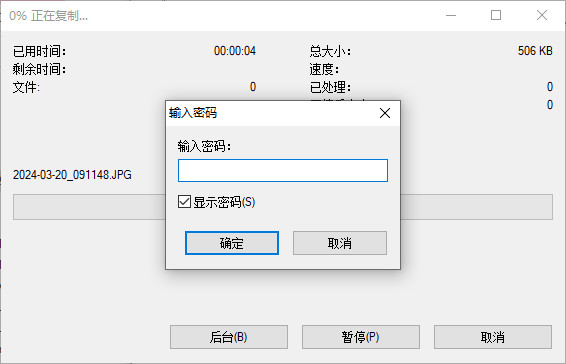 0% 正在复制...
已用时间:
00:00:04
总大小:
506 KB
剩余时间:
速度:
文件:
0
已处理:
0
0
输入密码
输入密码:
2024-03-20_091148.JPG
显示密码(S)
确定
取消
后台(B)
暂停(P)
取消